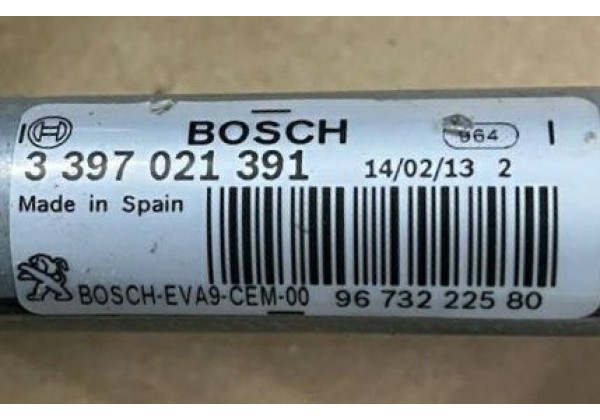 BOSCH 964
3 397 021 391 14/02/13 2
Made in Spain
BOSCH-EVA9-CEM-00 96 732 225 80